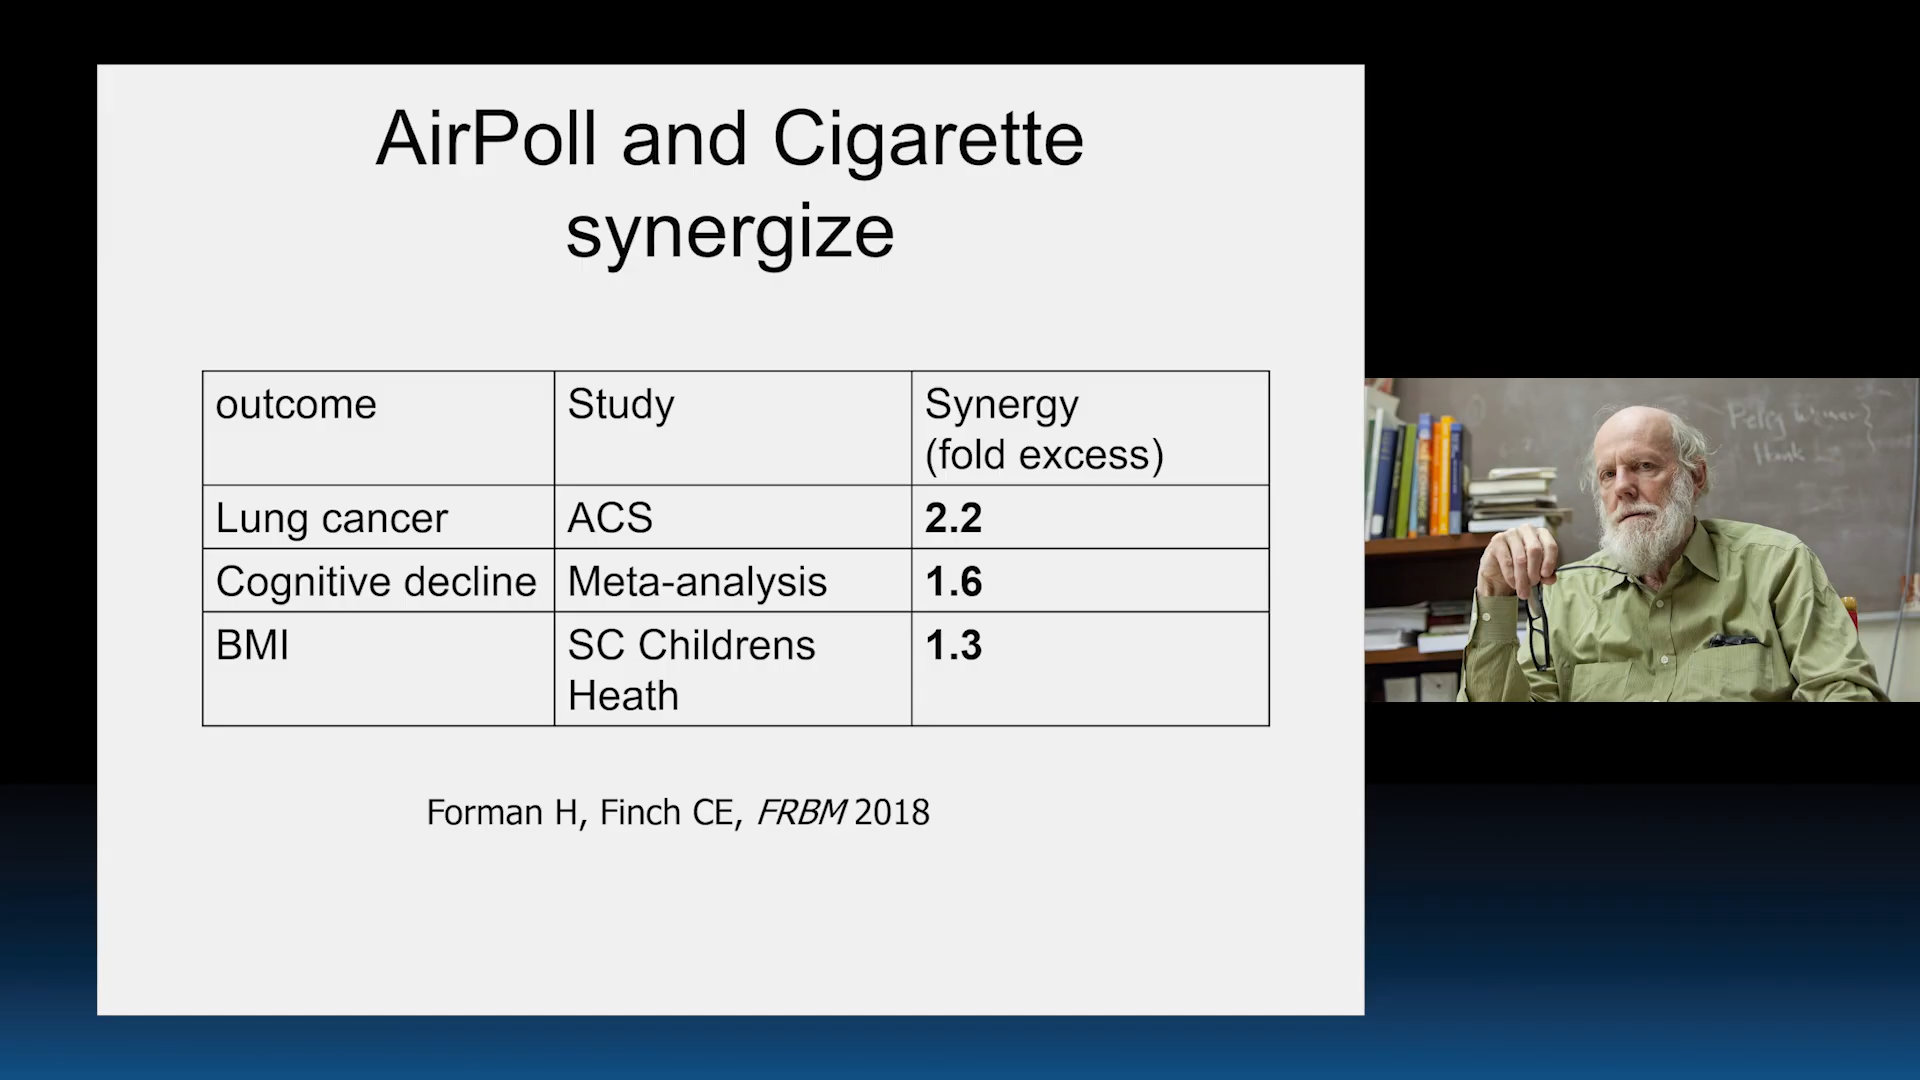 AirPoll and Cigarette
synergize
outcome
Study
Synergy
(fold excess)
Lung cancer
ACS
2.2
Cognitive decline
Meta-analysis
1.6
BMI
SC Childrens
Heath
1.3
Forman H, Finch CE, FRBM 2018